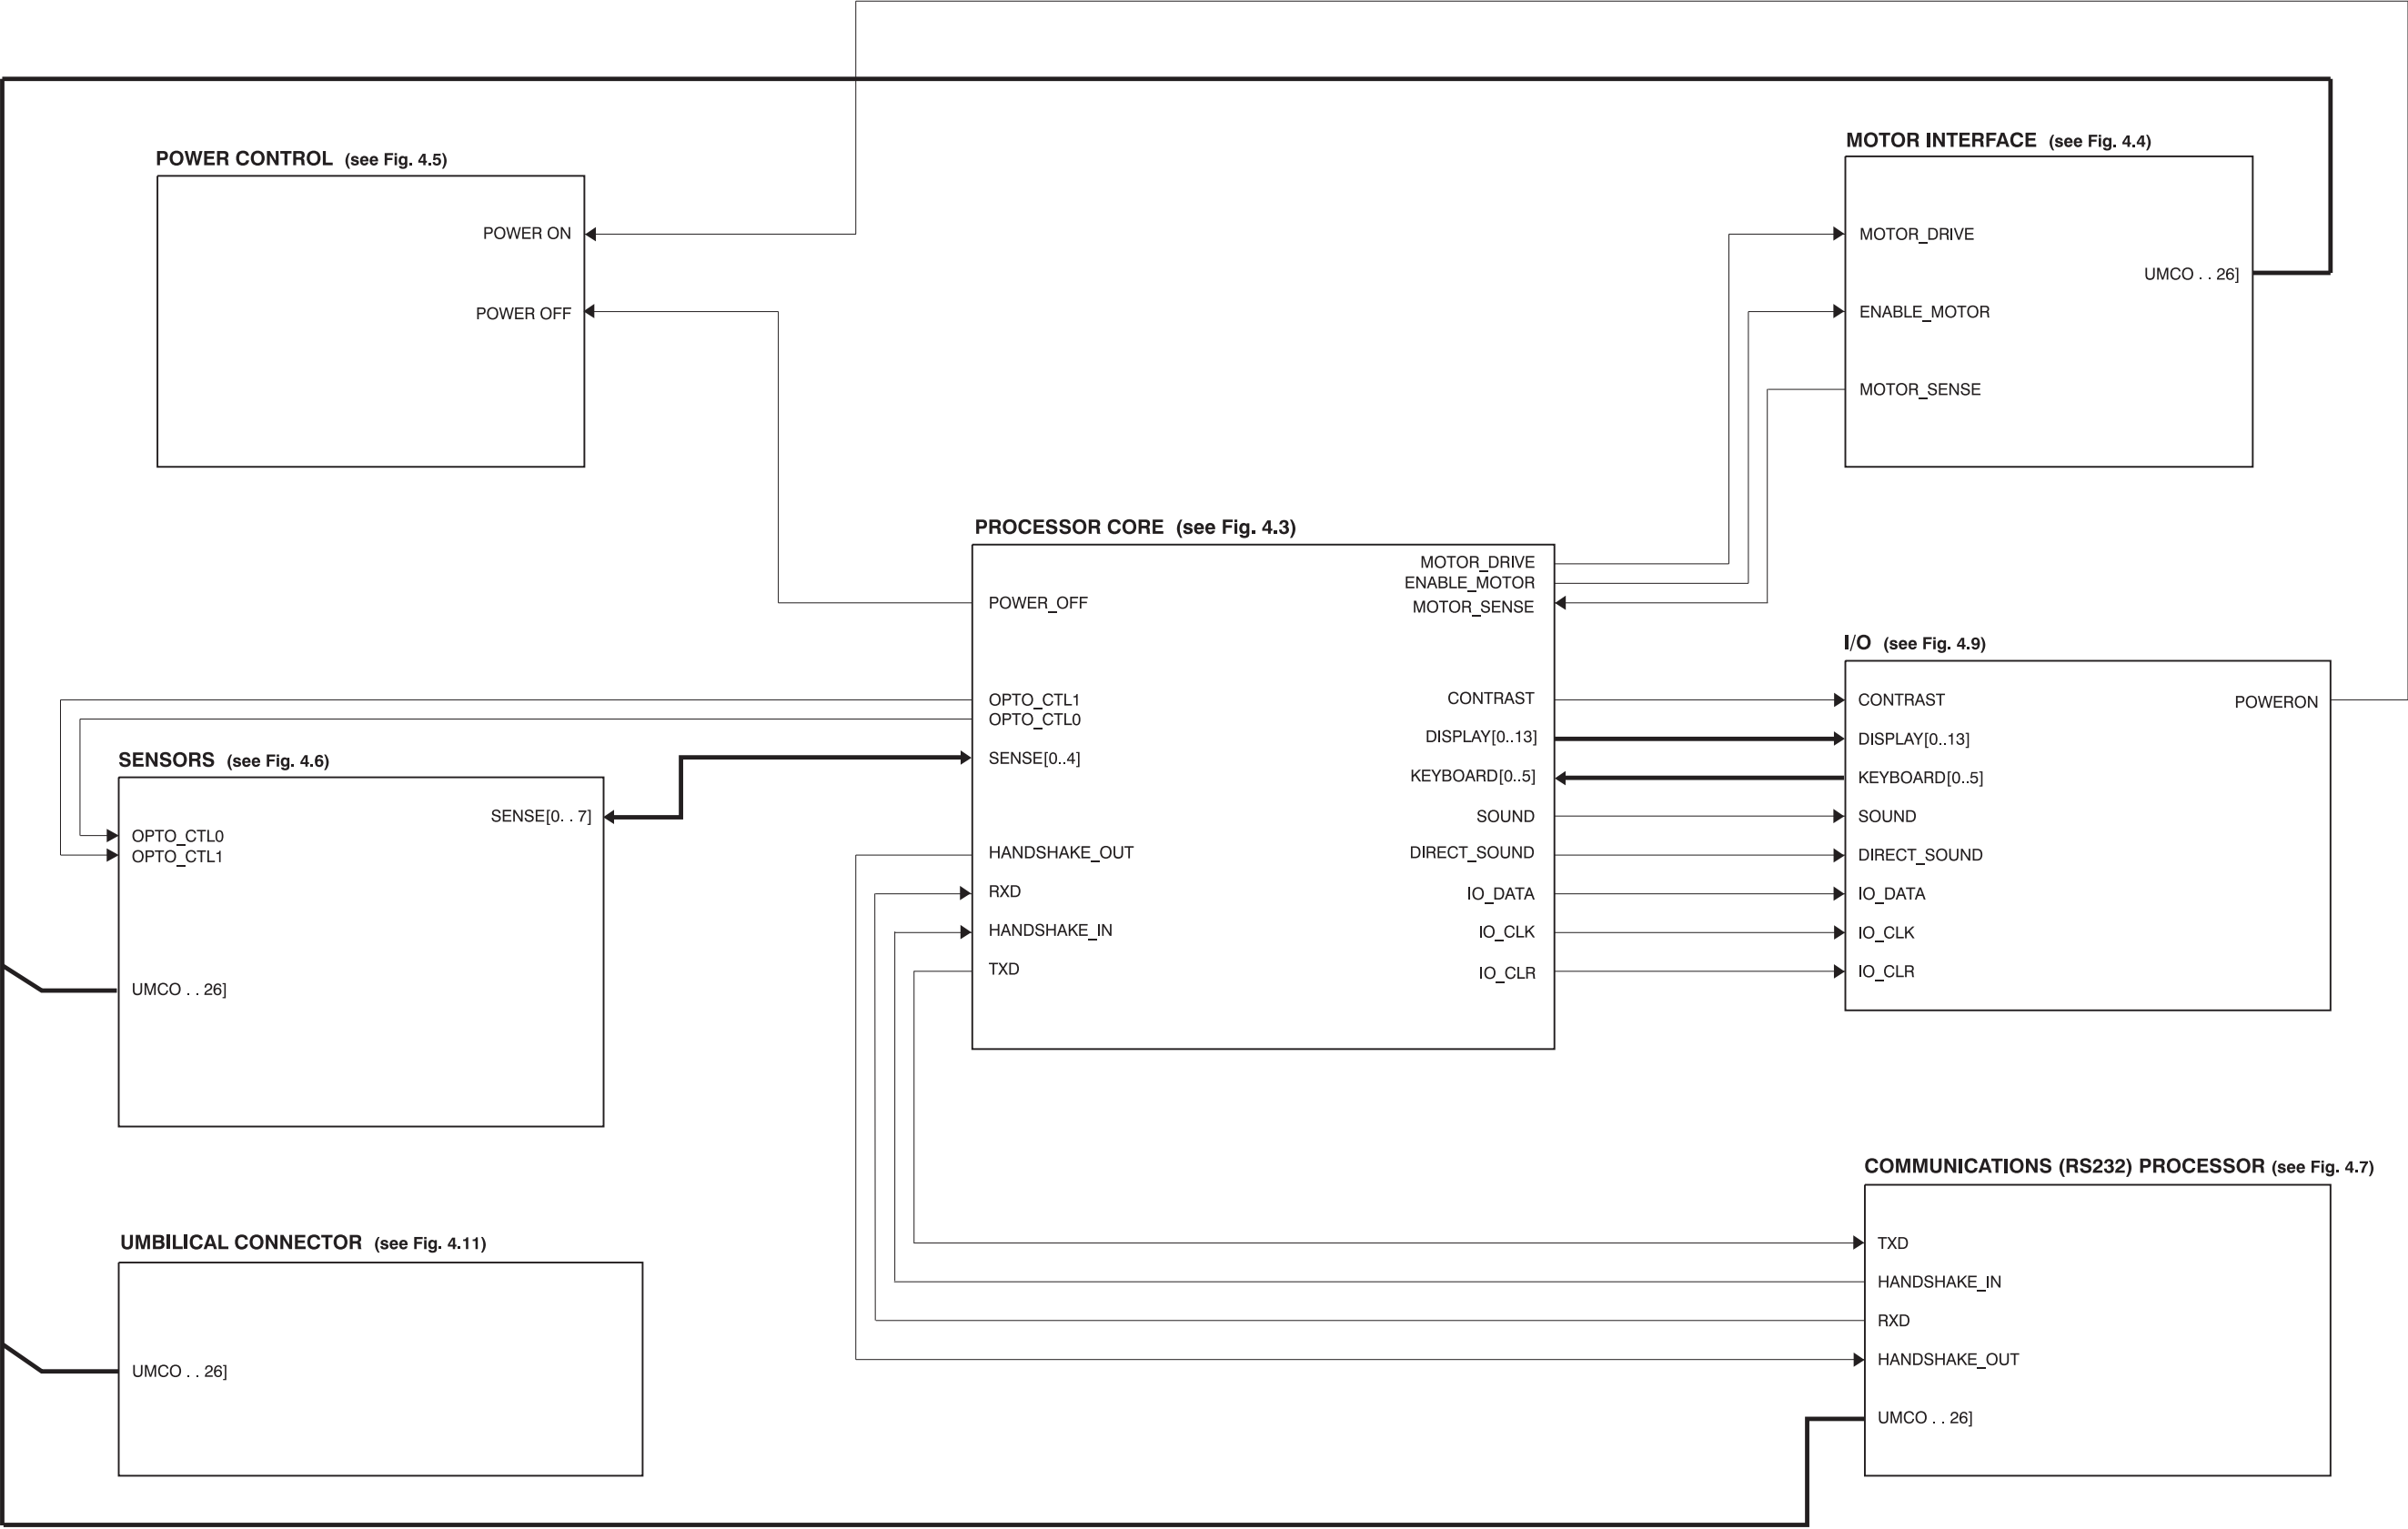 POWER CONTROL (see Fig. 4.5)
POWER ON
POWER OFF
MOTOR INTERFACE (see Fig. 4.4)
MOTOR_DRIVE
UMCO . . 26]
ENABLE_MOTOR
MOTOR_SENSE
PROCESSOR CORE (see Fig. 4.3)
MOTOR_DRIVE
ENABLE_MOTOR
POWER_OFF
MOTOR_SENSE
OPTO_CTL1
CONTRAST
OPTO_CTL0
DISPLAY[0..13]
SENSE[0..4]
KEYBOARD[0..5]
SOUND
HANDSHAKE_OUT
DIRECT_SOUND
RXD
IO_DATA
HANDSHAKE_IN
IO_CLK
TXD
IO_CLR
I/O (see Fig. 4.9)
CONTRAST
POWERON
DISPLAY[0..13]
KEYBOARD[0..5]
SOUND
DIRECT_SOUND
IO_DATA
IO_CLK
IO_CLR
SENSORS (see Fig. 4.6)
SENSE[0. . 7]
OPTO_CTL0
OPTO_CTL1
UMCO . . 26]
UMBILICAL CONNECTOR (see Fig. 4.11)
UMCO . . 26]
COMMUNICATIONS (RS232) PROCESSOR (see Fig. 4.7)
TXD
HANDSHAKE_IN
RXD
HANDSHAKE_OUT
UMCO . . 26]